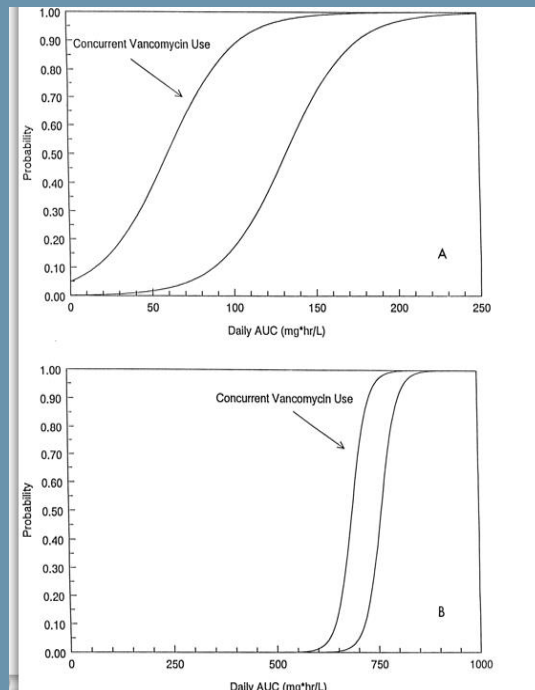 1.00
0.90
0.80
0.70
0.60
0.50
0.40
0.30
0.20
0.10
0.00
Probability
Concurrent Vancomycin Use
A
0 50 100 150 200 250
Daily AUC (mg*hr/L)
1.00
0.90
0.80
0.70
0.60
0.50
0.40
0.30
0.20
0.10
0.00
Probability
Concurrent Vancomycin Use
B
0 250 500 750 1000
Daily AUC (mg*hr/L)